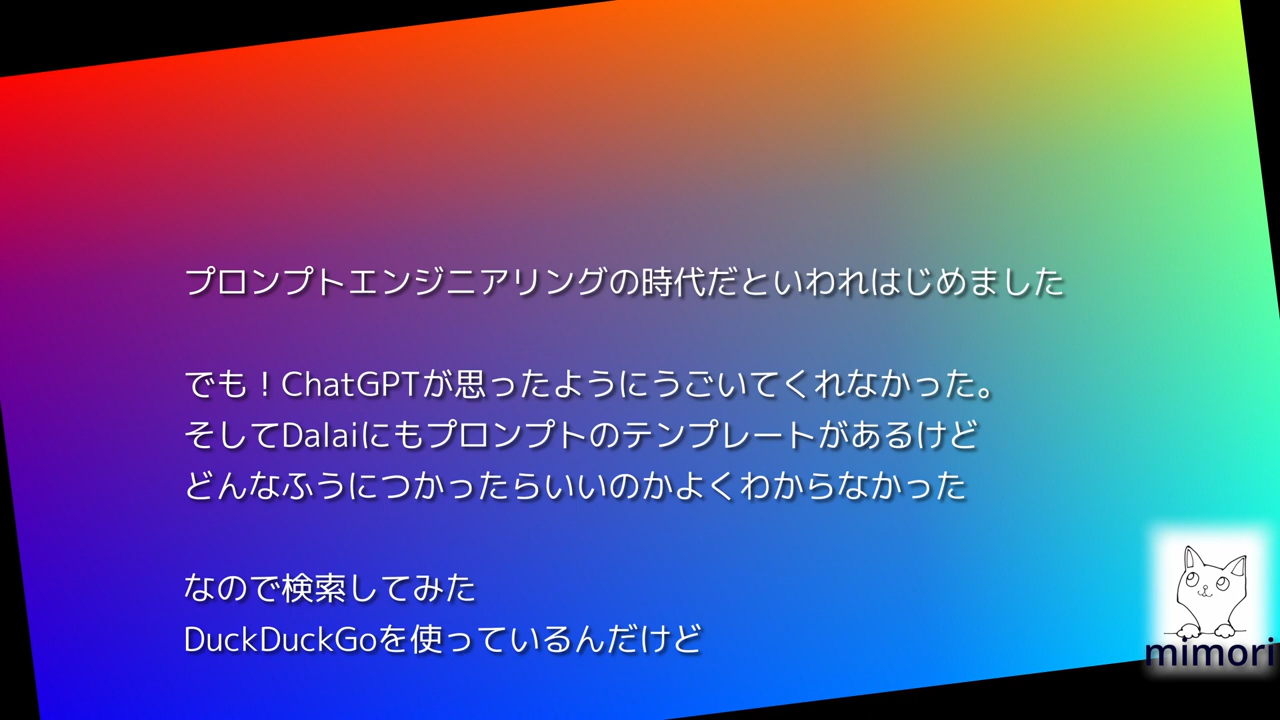 プロンプトエンジニアリングの時代だといわれはじめました
でも！ChatGPTが思ったようにうごいてくれなかった。
そしてDalaiにもプロンプトのテンプレートがあるけど
どんなふうにつかったらいいのかよくわからなかった
なので検索してみた
DuckDuckGoを使っているんだけど
mimori